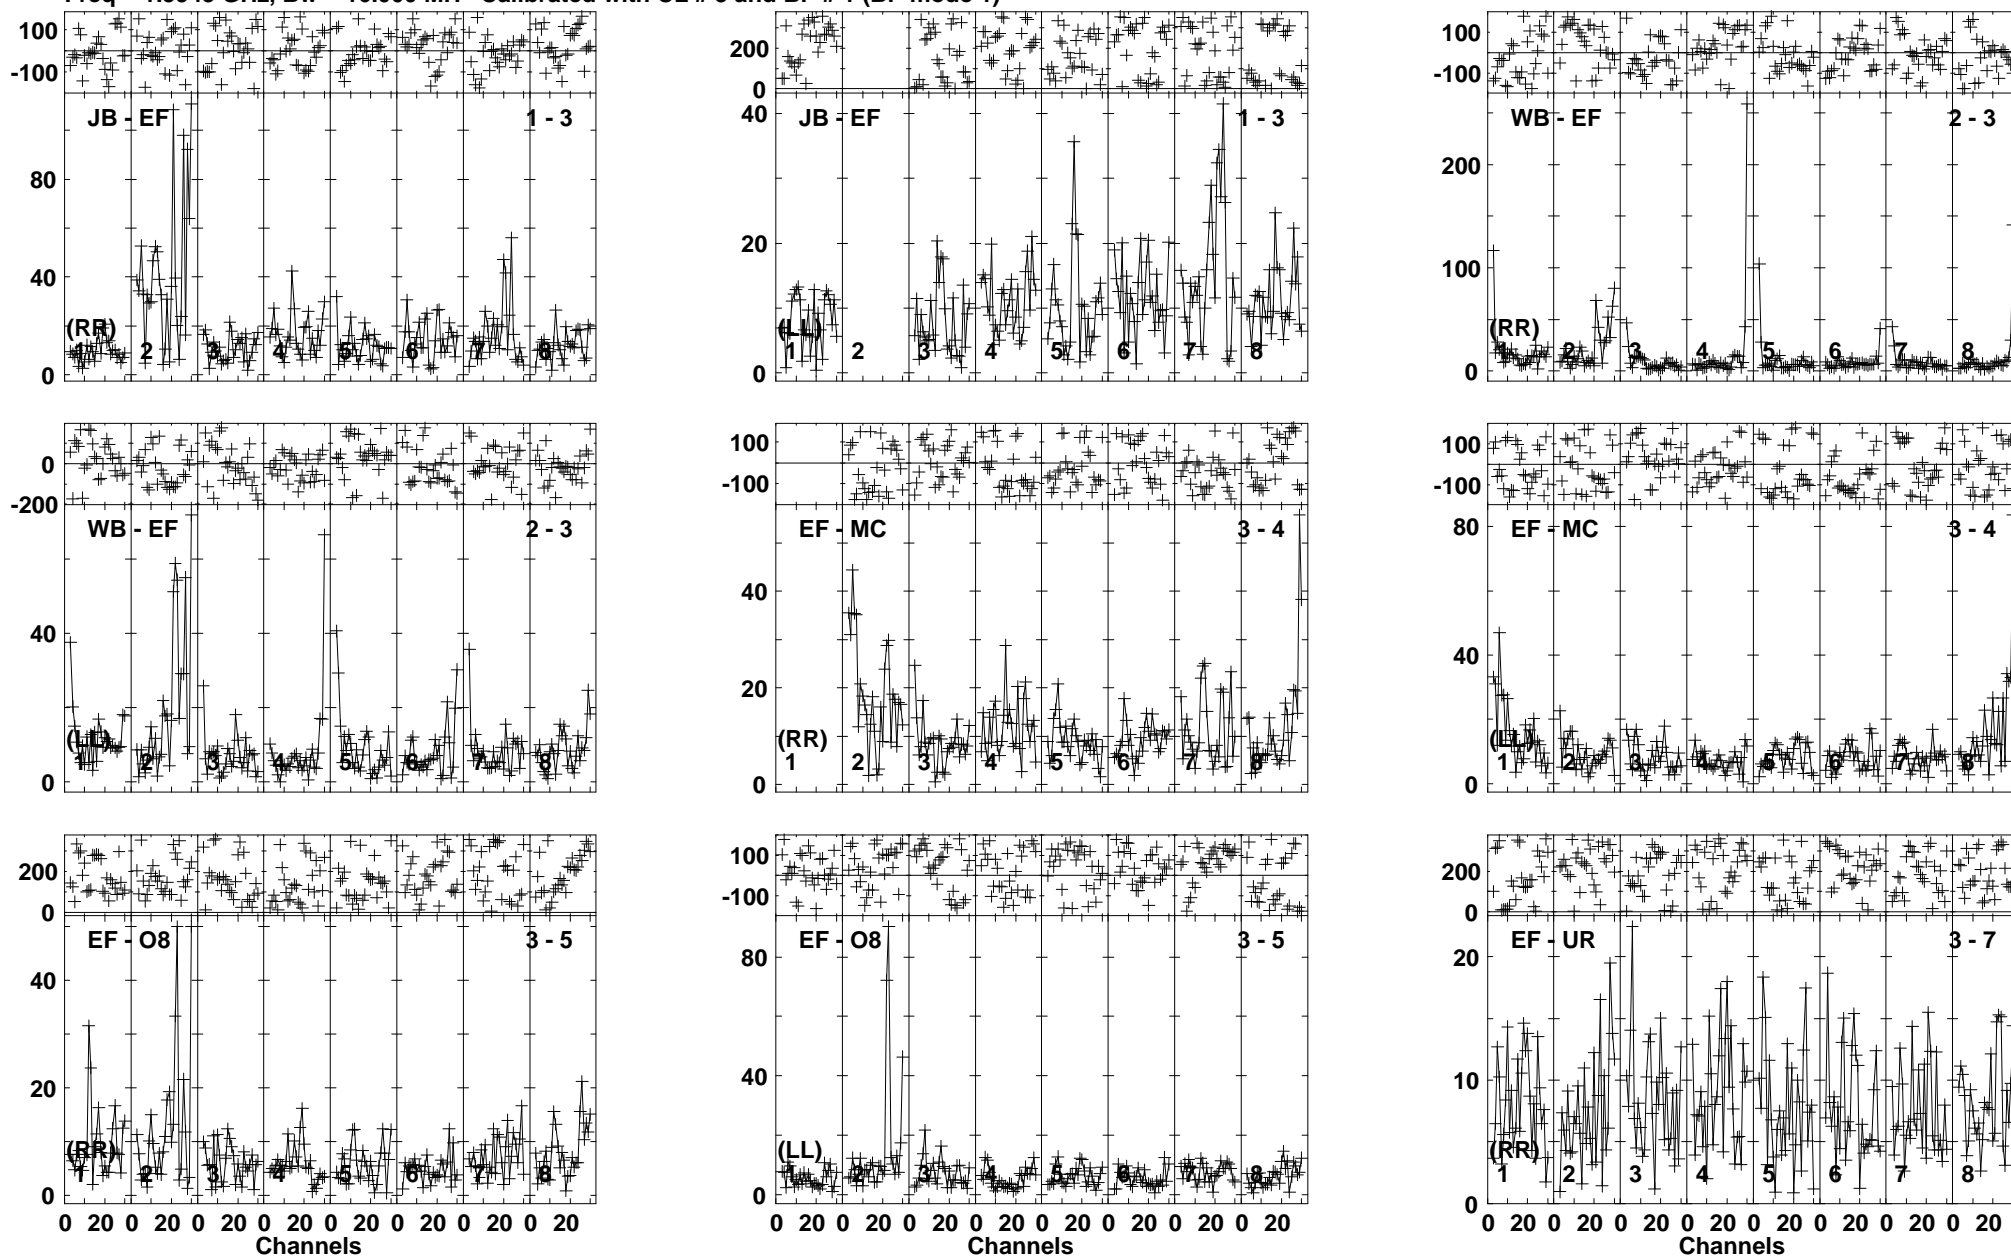 100 -100 200 0 100 -100
JB - EF 1 - 3 JB - EF 1 - 3 WB - EF 2 - 3
80 40 0 40 20 0 200 100 0
(RR) (LL) (RR)
1 2 3 4 5 6 7 8 1 2 3 4 5 6 7 8 1 2 3 4 5 6 7 8
0 -200 100 -100 100 -100
WB - EF 2 - 3 EF - MC 3 - 4 EF - MC 3 - 4
40 0 40 20 0 80 40 0
(LL) (RR) (LL)
1 2 3 4 5 6 7 8 1 2 3 4 5 6 7 8 1 2 3 4 5 6 7 8
200 0 100 -100 200 0
EF - O8 3 - 5 EF - O8 3 - 5 EF - UR 3 - 7
40 20 0 80 40 0 20 10 0
(RR) (LL) (RR)
1 2 3 4 5 6 7 8 1 2 3 4 5 6 7 8 1 2 3 4 5 6 7 8
0 20 0 20 0 20 0 20 0 20 0 20 0 20 0 20 0 20 0 20 0 20 0 20 0 20 0 20 0 20 0 20 0 20 0 20 0 20 0 20 0 20 0 20 0 20 0 20
Channels Channels Channels